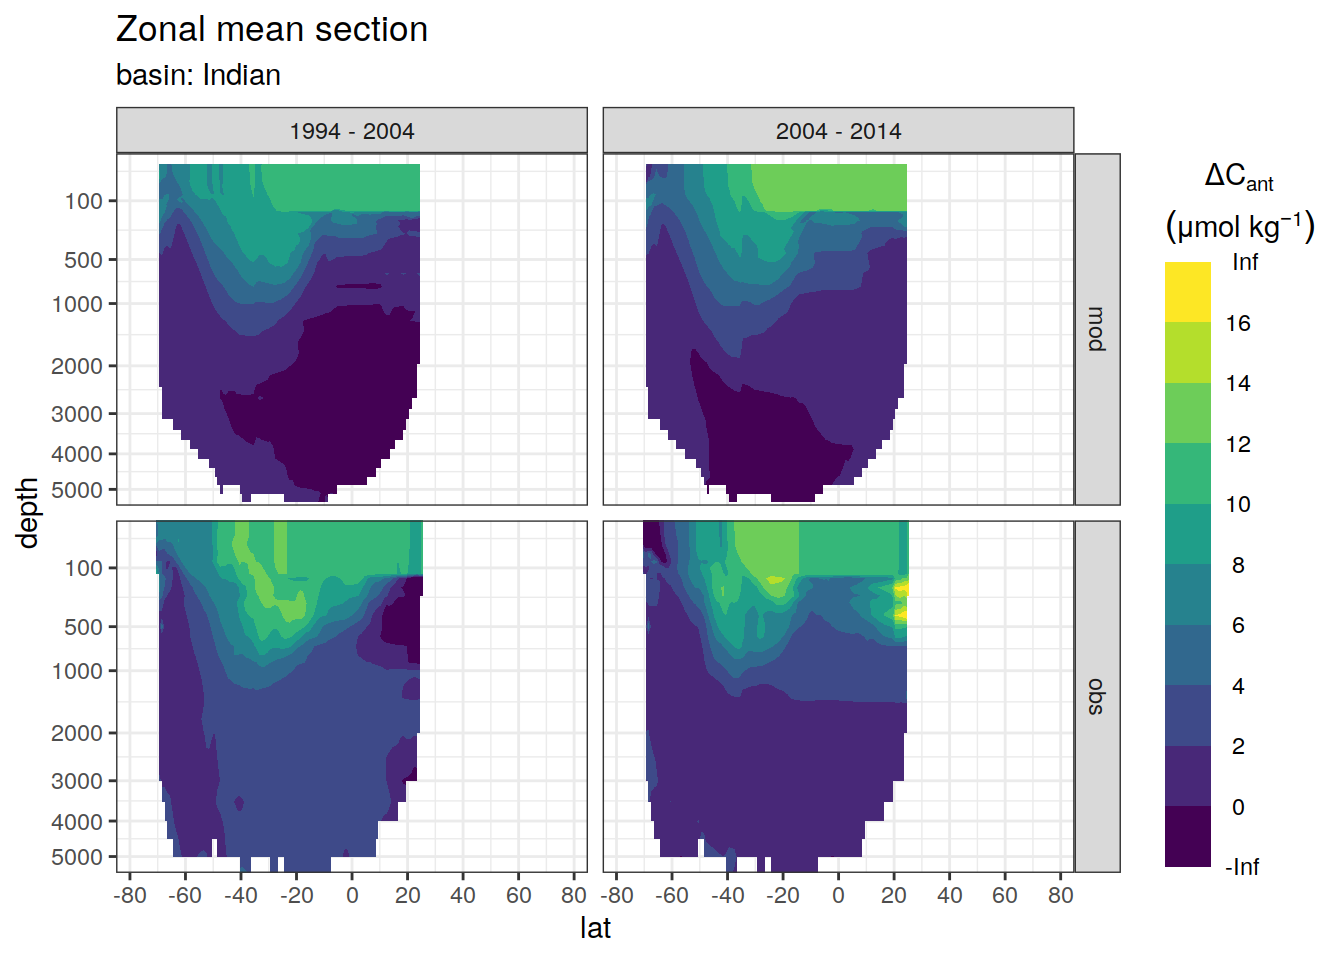 Zonal mean section
basin: Indian
1994 - 2004
2004 - 2014
mod
obs
depth
100
500
1000
2000
3000
4000
5000
100
500
1000
2000
3000
4000
5000
-80 -60 -40 -20 0 20 40 60 80
-80 -60 -40 -20 0 20 40 60 80
lat
ΔCant
(μmol kg⁻¹)
Inf
16
14
12
10
8
6
4
2
0
-Inf